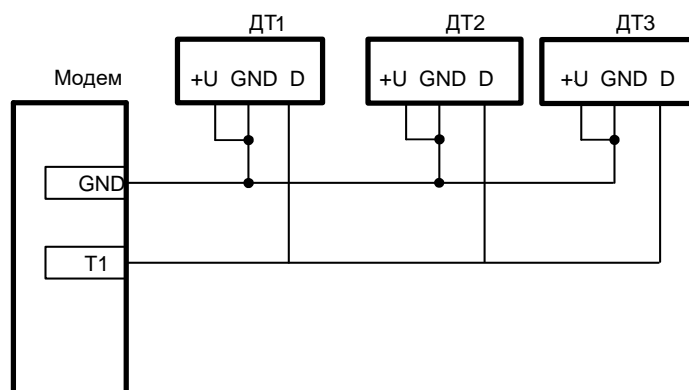 ДТ1 ДТ2 ДТ3
Модем +U GND D +U GND D +U GND D
GND
T1